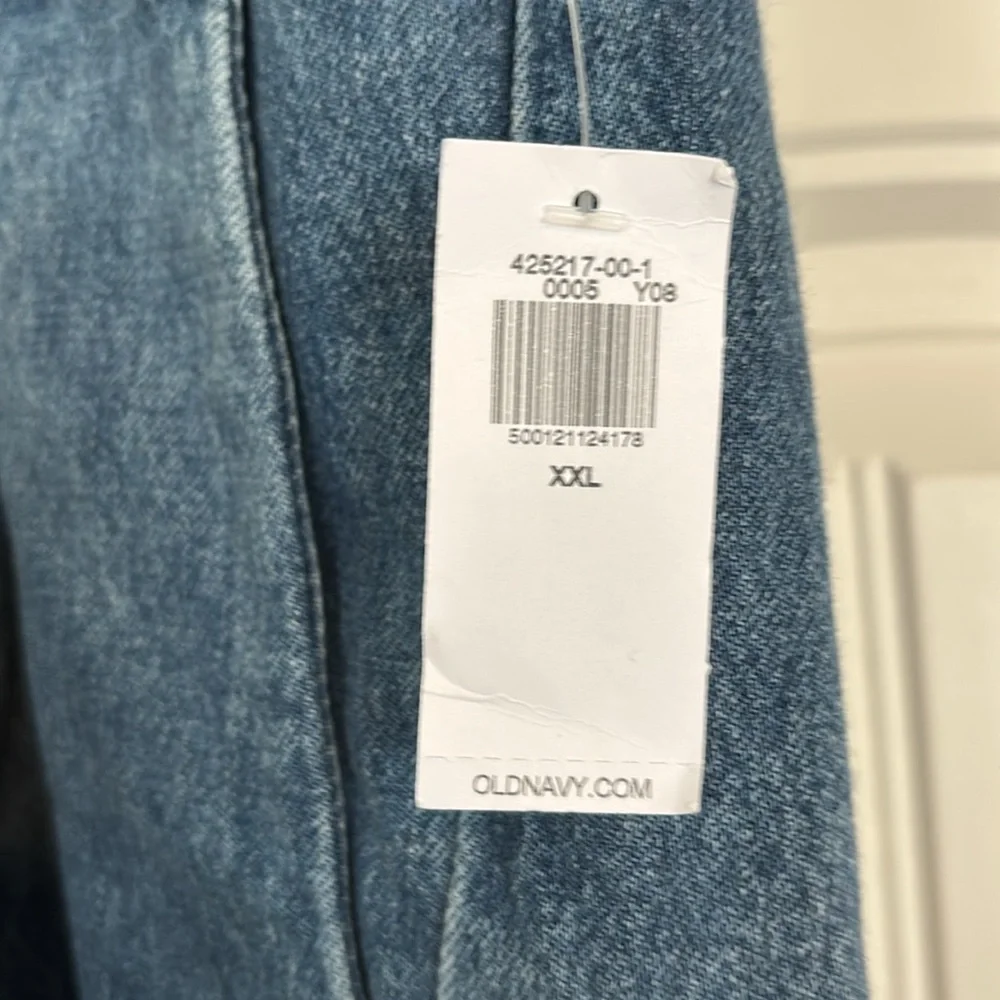 425217-00-1
0005 Y08
500121124178
XXL
OLDNAVY.COM